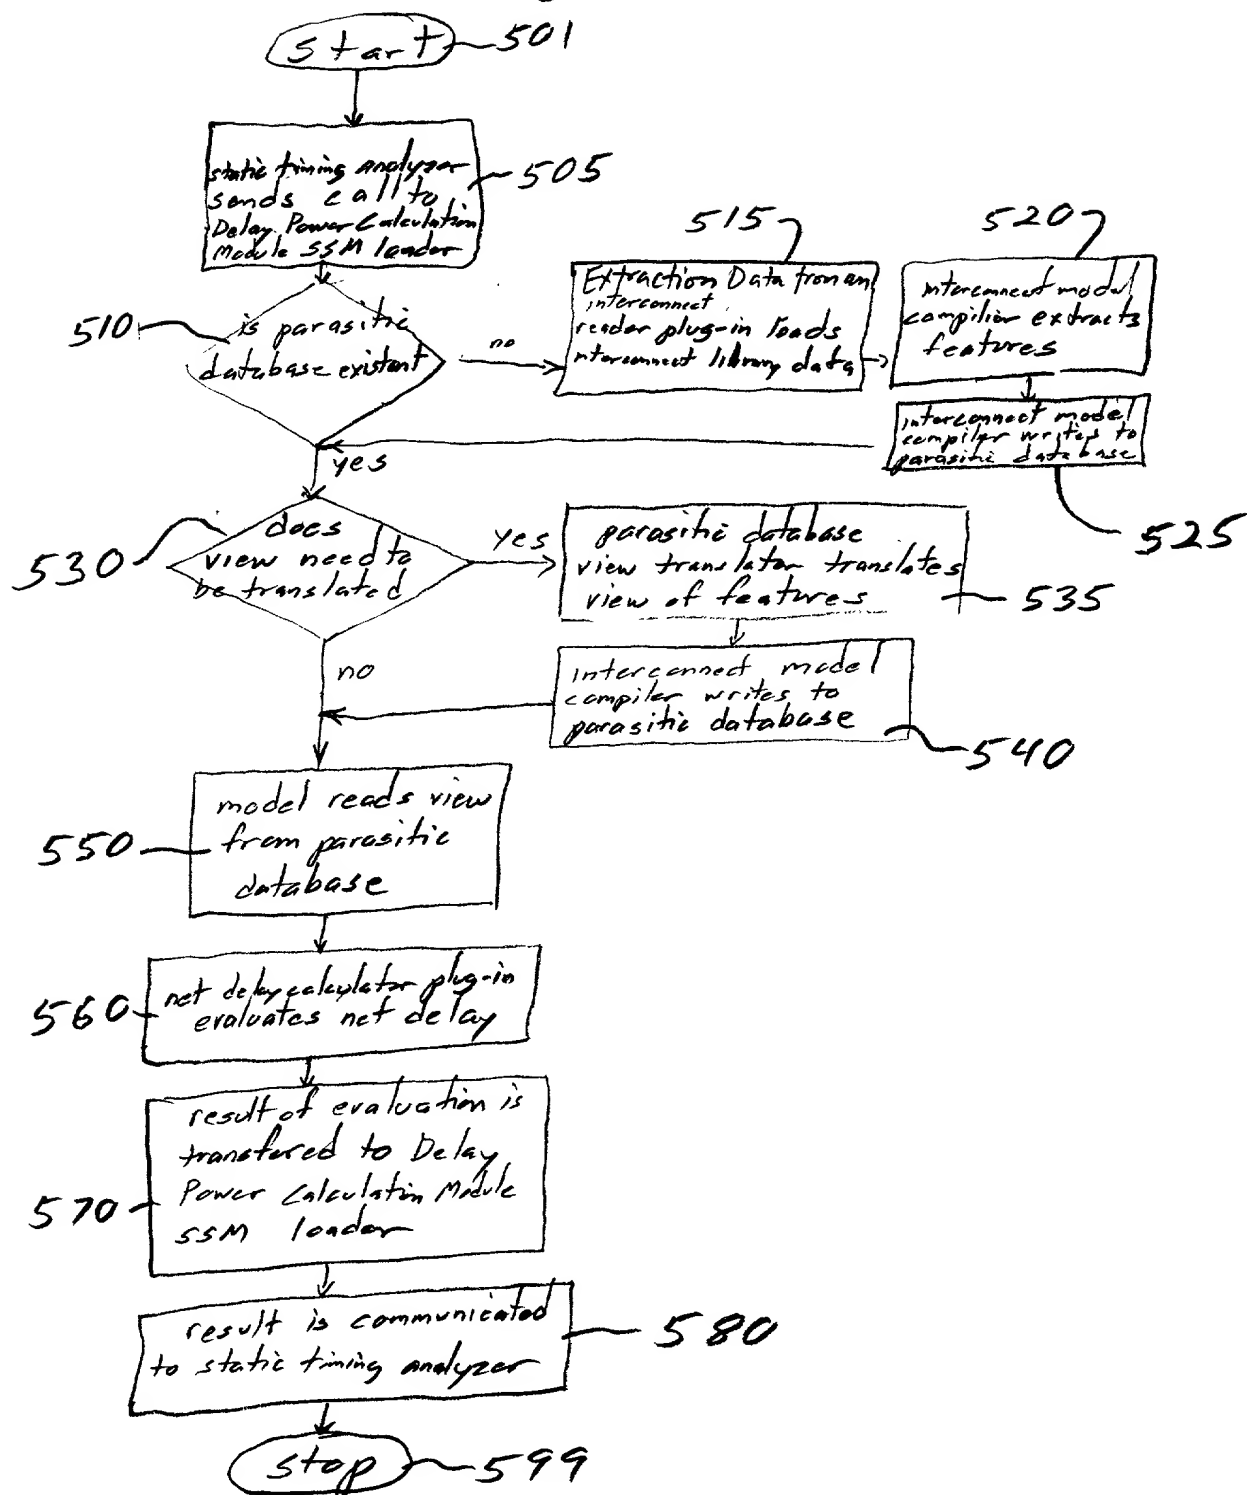 start
501
static timing analyzer
sends call to
Delay Power Calculation
Module SSM loader
505
515
520
510
is parasitic
database existant
no
Extraction Data from an
interconnect
reader plug-in loads
interconnect library data
interconnect model
compilier extracts
features
interconnect model
compiler writes to
parasitic database
525
yes
530
does
view need to
be translated
yes
parasitic database
view translator translates
view of features
535
no
interconnect model
compiler writes to
parasitic database
540
550
model reads view
from parasitic
database
560
net delay calculator plug-in
evaluates net delay
570
result of evaluation is
transfered to Delay
Power Calculation Module
SSM loader
result is communicated
to static timing analyzer
580
stop
599